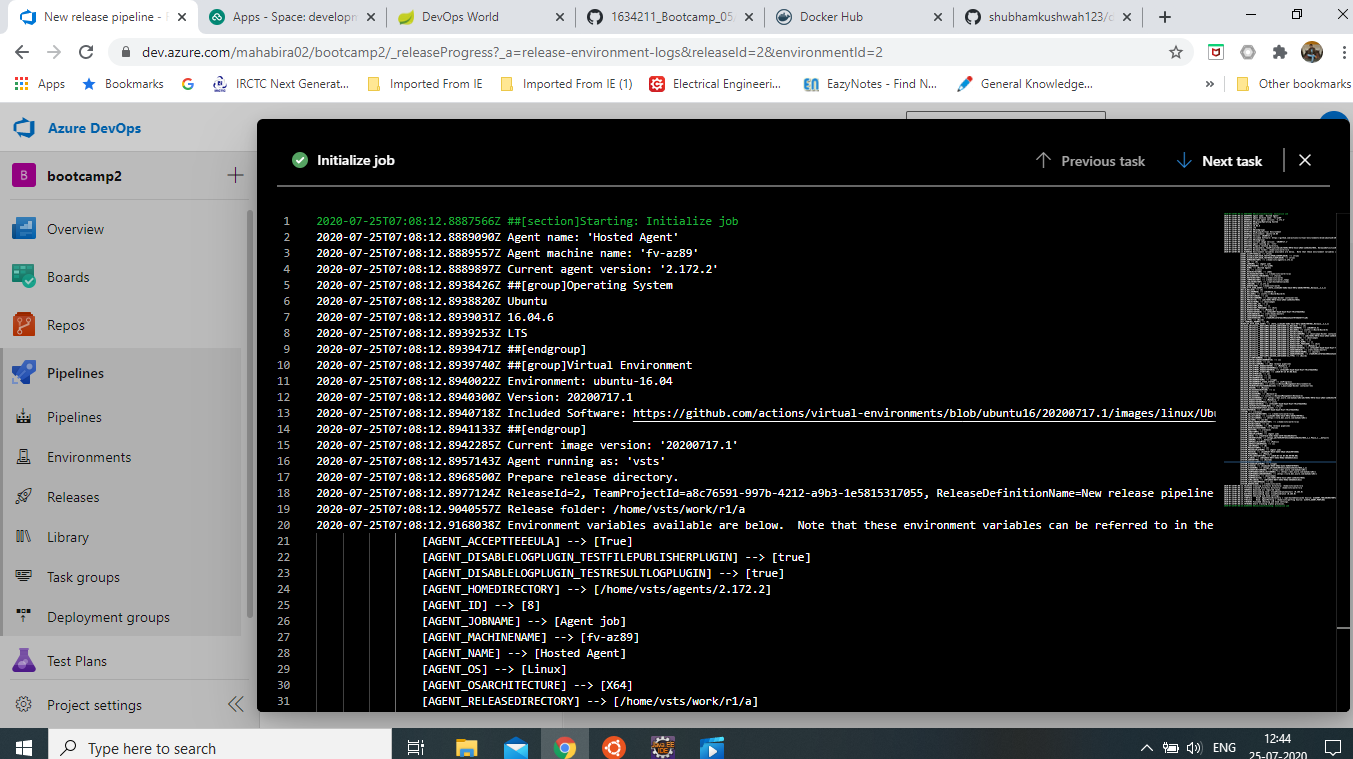 New release pipeline - F
Apps - Space: developm
DevOps World
1634211_Bootcamp_05
Docker Hub
shubhamkushwah123/d
dev.azure.com/mahabira02/bootcamp2/_releaseProgress?_a=release-environment-logs&releaseId=2&environmentId=2
Apps
Bookmarks
IRCTC Next Generat...
Imported From IE
Imported From IE (1)
Electrical Engineeri...
EazyNotes - Find N...
General Knowledge...
»
Other bookmarks
Azure DevOps
B bootcamp2
Overview
Boards
Repos
Pipelines
Pipelines
Environments
Releases
Library
Task groups
Deployment groups
Test Plans
Project settings
Initialize job
Previous task
Next task
1 2020-07-25T07:08:12.8887566Z ##[section]Starting: Initialize job
2 2020-07-25T07:08:12.8889090Z Agent name: 'Hosted Agent'
3 2020-07-25T07:08:12.8889557Z Agent machine name: 'fv-az89'
4 2020-07-25T07:08:12.8889897Z Current agent version: '2.172.2'
5 2020-07-25T07:08:12.8938426Z ##[group]Operating System
6 2020-07-25T07:08:12.8938820Z Ubuntu
7 2020-07-25T07:08:12.8939031Z 16.04.6
8 2020-07-25T07:08:12.8939253Z LTS
9 2020-07-25T07:08:12.8939471Z ##[endgroup]
10 2020-07-25T07:08:12.8939740Z ##[group]Virtual Environment
11 2020-07-25T07:08:12.8940022Z Environment: ubuntu-16.04
12 2020-07-25T07:08:12.8940300Z Version: 20200717.1
13 2020-07-25T07:08:12.8940718Z Included Software: https://github.com/actions/virtual-environments/blob/ubuntu16/20200717.1/images/linux/Ubu
14 2020-07-25T07:08:12.8941133Z ##[endgroup]
15 2020-07-25T07:08:12.8942285Z Current image version: '20200717.1'
16 2020-07-25T07:08:12.8957143Z Agent running as: 'vsts'
17 2020-07-25T07:08:12.8968500Z Prepare release directory.
18 2020-07-25T07:08:12.8977124Z ReleaseId=2, TeamProjectId=a8c76591-997b-4212-a9b3-1e5815317055, ReleaseDefinitionName=New release pipeline
19 2020-07-25T07:08:12.9040557Z Release folder: /home/vsts/work/r1/a
20 2020-07-25T07:08:12.9168038Z Environment variables available are below.  Note that these environment variables can be referred to in the
21 [AGENT_ACCEPTTEEEULA] --> [True]
22 [AGENT_DISABLELOGPLUGIN_TESTFILEPUBLISHERPLUGIN] --> [true]
23 [AGENT_DISABLELOGPLUGIN_TESTRESULTLOGPLUGIN] --> [true]
24 [AGENT_HOMEDIRECTORY] --> [/home/vsts/agents/2.172.2]
25 [AGENT_ID] --> [8]
26 [AGENT_JOBNAME] --> [Agent job]
27 [AGENT_MACHINENAME] --> [fv-az89]
28 [AGENT_NAME] --> [Hosted Agent]
29 [AGENT_OS] --> [Linux]
30 [AGENT_OSARCHITECTURE] --> [X64]
31 [AGENT_RELEASEDIRECTORY] --> [/home/vsts/work/r1/a]
Type here to search
ENG
12:44
25-07-2020